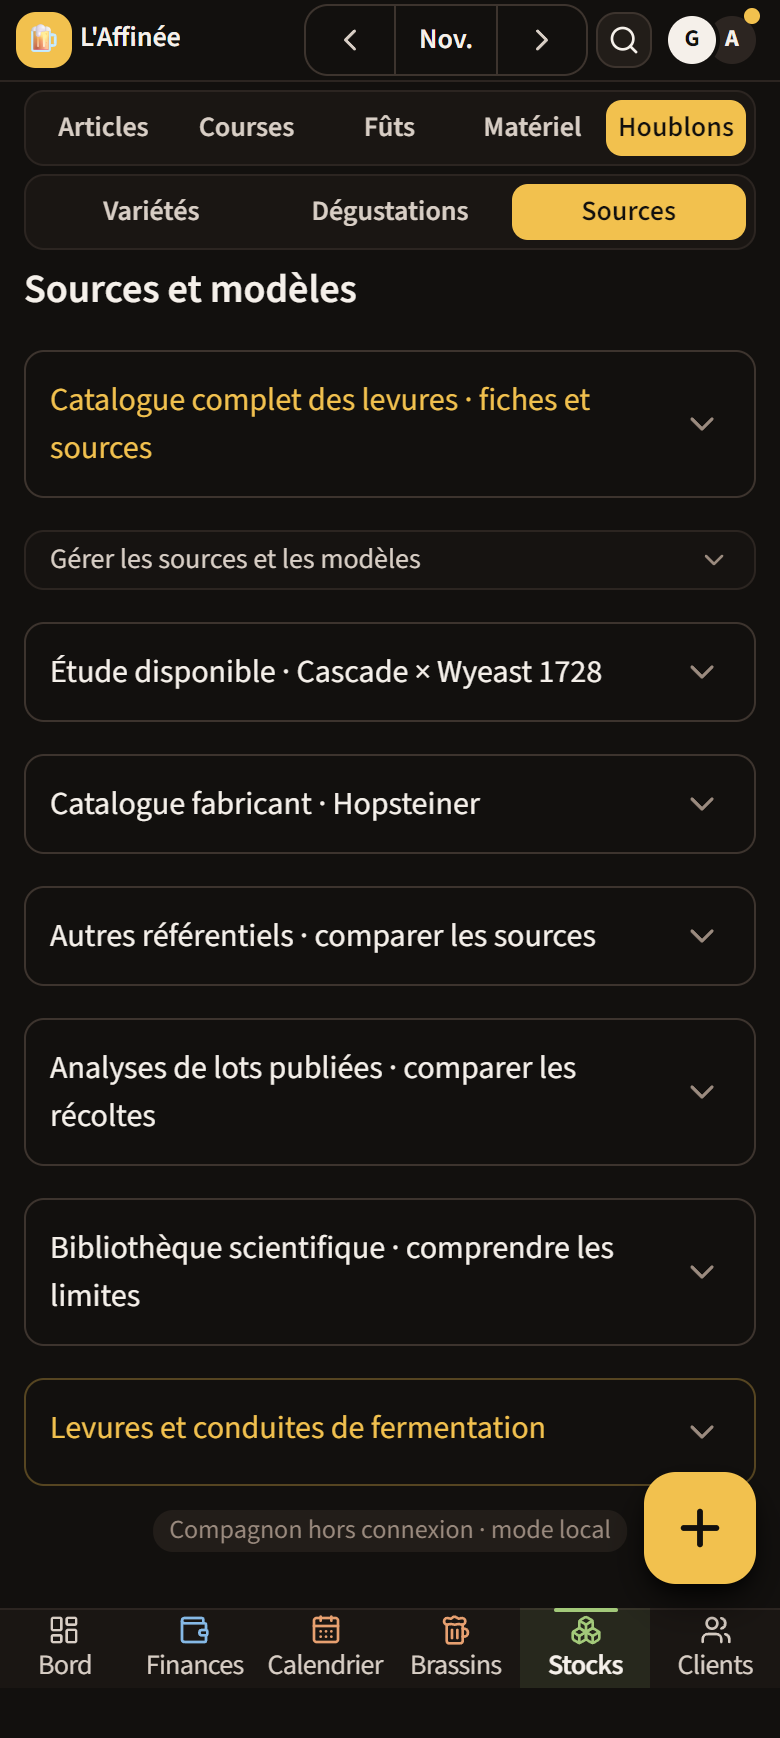 L'Affinée
Nov.
G
A
Articles
Courses
Fûts
Matériel
Houblons
Variétés
Dégustations
Sources
Sources et modèles
Catalogue complet des levures · fiches et
sources
Gérer les sources et les modèles
Étude disponible · Cascade × Wyeast 1728
Catalogue fabricant · Hopsteiner
Autres référentiels · comparer les sources
Analyses de lots publiées · comparer les
récoltes
Bibliothèque scientifique · comprendre les
limites
Levures et conduites de fermentation
Compagnon hors connexion · mode local
Bord
Finances
Calendrier
Brassins
Stocks
Clients